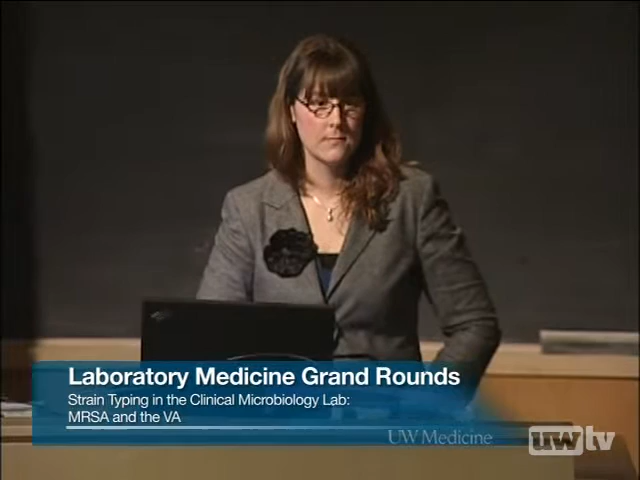 Laboratory Medicine Grand Rounds
Strain Typing in the Clinical Microbiology Lab:
MRSA and the VA
UW Medicine
uwtv